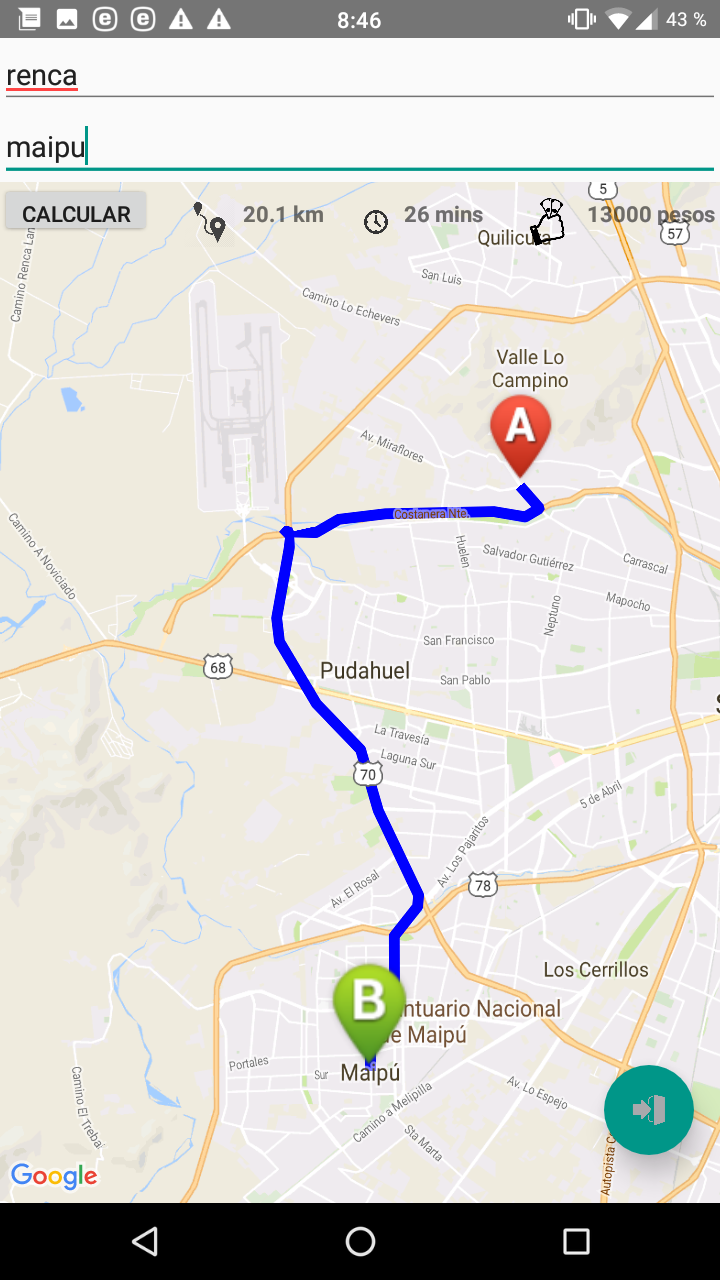 8:46
43 %
renca
maipu
CALCULAR
20.1 km
26 mins
13000 pesos
5
57
Quilicura
San Luis
Camino Renca Lan
Camino Lo Echevers
Valle Lo
Campino
A
Av. Miraflores
Costanera Nte.
Camino A Noviciado
Huelen
Salvador Gutiérrez
Carrascal
Mapocho
Neptuno
San Francisco
68
Pudahuel
San Pablo
S
La Travesía
Laguna Sur
70
5 de Abril
Av. Los Pajaritos
Av. El Rosal
78
Los Cerrillos
B
ntuario Nacional
de Maipú
Portales
Sur
Maipú
Camino El Trebal
Camino a Melipilla
Av. Lo Espejo
Sta Marta
Autopista C
Google